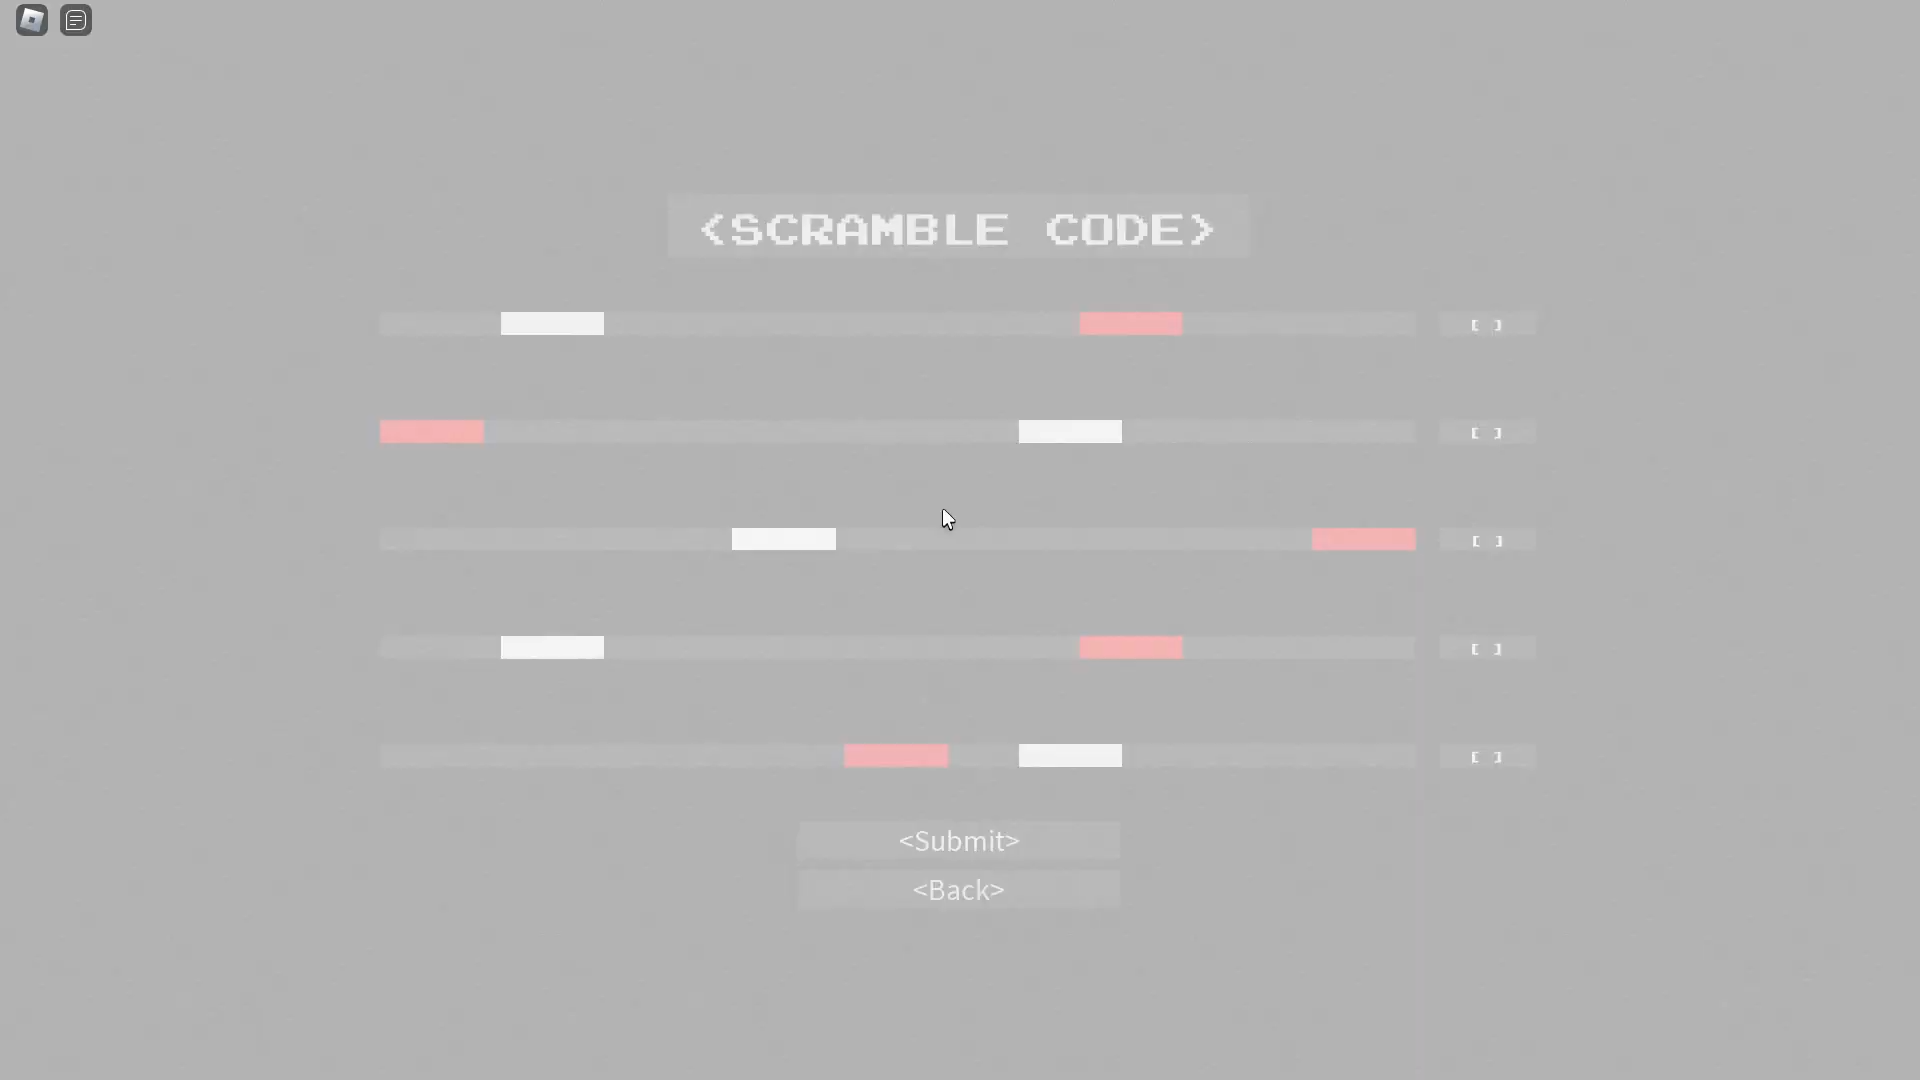 <SCRAMBLE CODE>
[ ]
[ ]
[ ]
[ ]
[ ]
<Submit>
<Back>